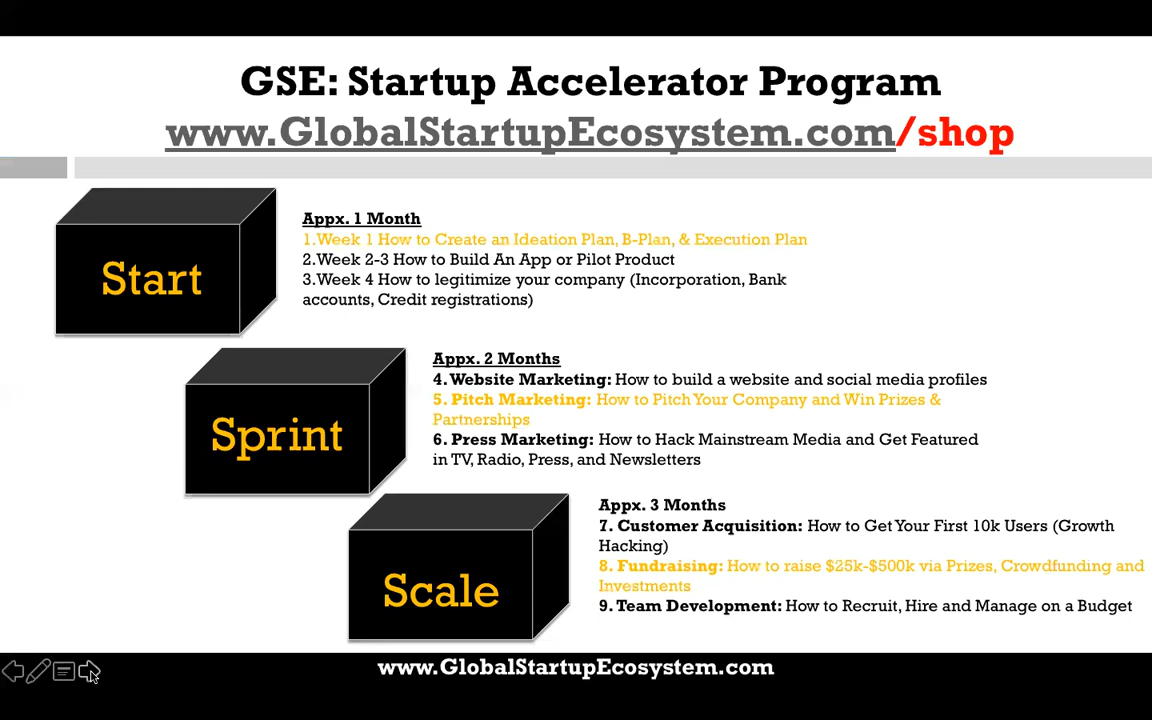 GSE: Startup Accelerator Program
www.GlobalStartupEcosystem.com/shop
Start
Appx. 1 Month
1.Week 1 How to Create an Ideation Plan, B-Plan, & Execution Plan
2.Week 2-3 How to Build An App or Pilot Product
3.Week 4 How to legitimize your company (Incorporation, Bank
accounts, Credit registrations)
Sprint
Appx. 2 Months
4. Website Marketing: How to build a website and social media profiles
5. Pitch Marketing: How to Pitch Your Company and Win Prizes &
Partnerships
6. Press Marketing: How to Hack Mainstream Media and Get Featured
in TV, Radio, Press, and Newsletters
Scale
Appx. 3 Months
7. Customer Acquisition: How to Get Your First 10k Users (Growth
Hacking)
8. Fundraising: How to raise $25k-$500k via Prizes, Crowdfunding and
Investments
9. Team Development: How to Recruit, Hire and Manage on a Budget
www.GlobalStartupEcosystem.com